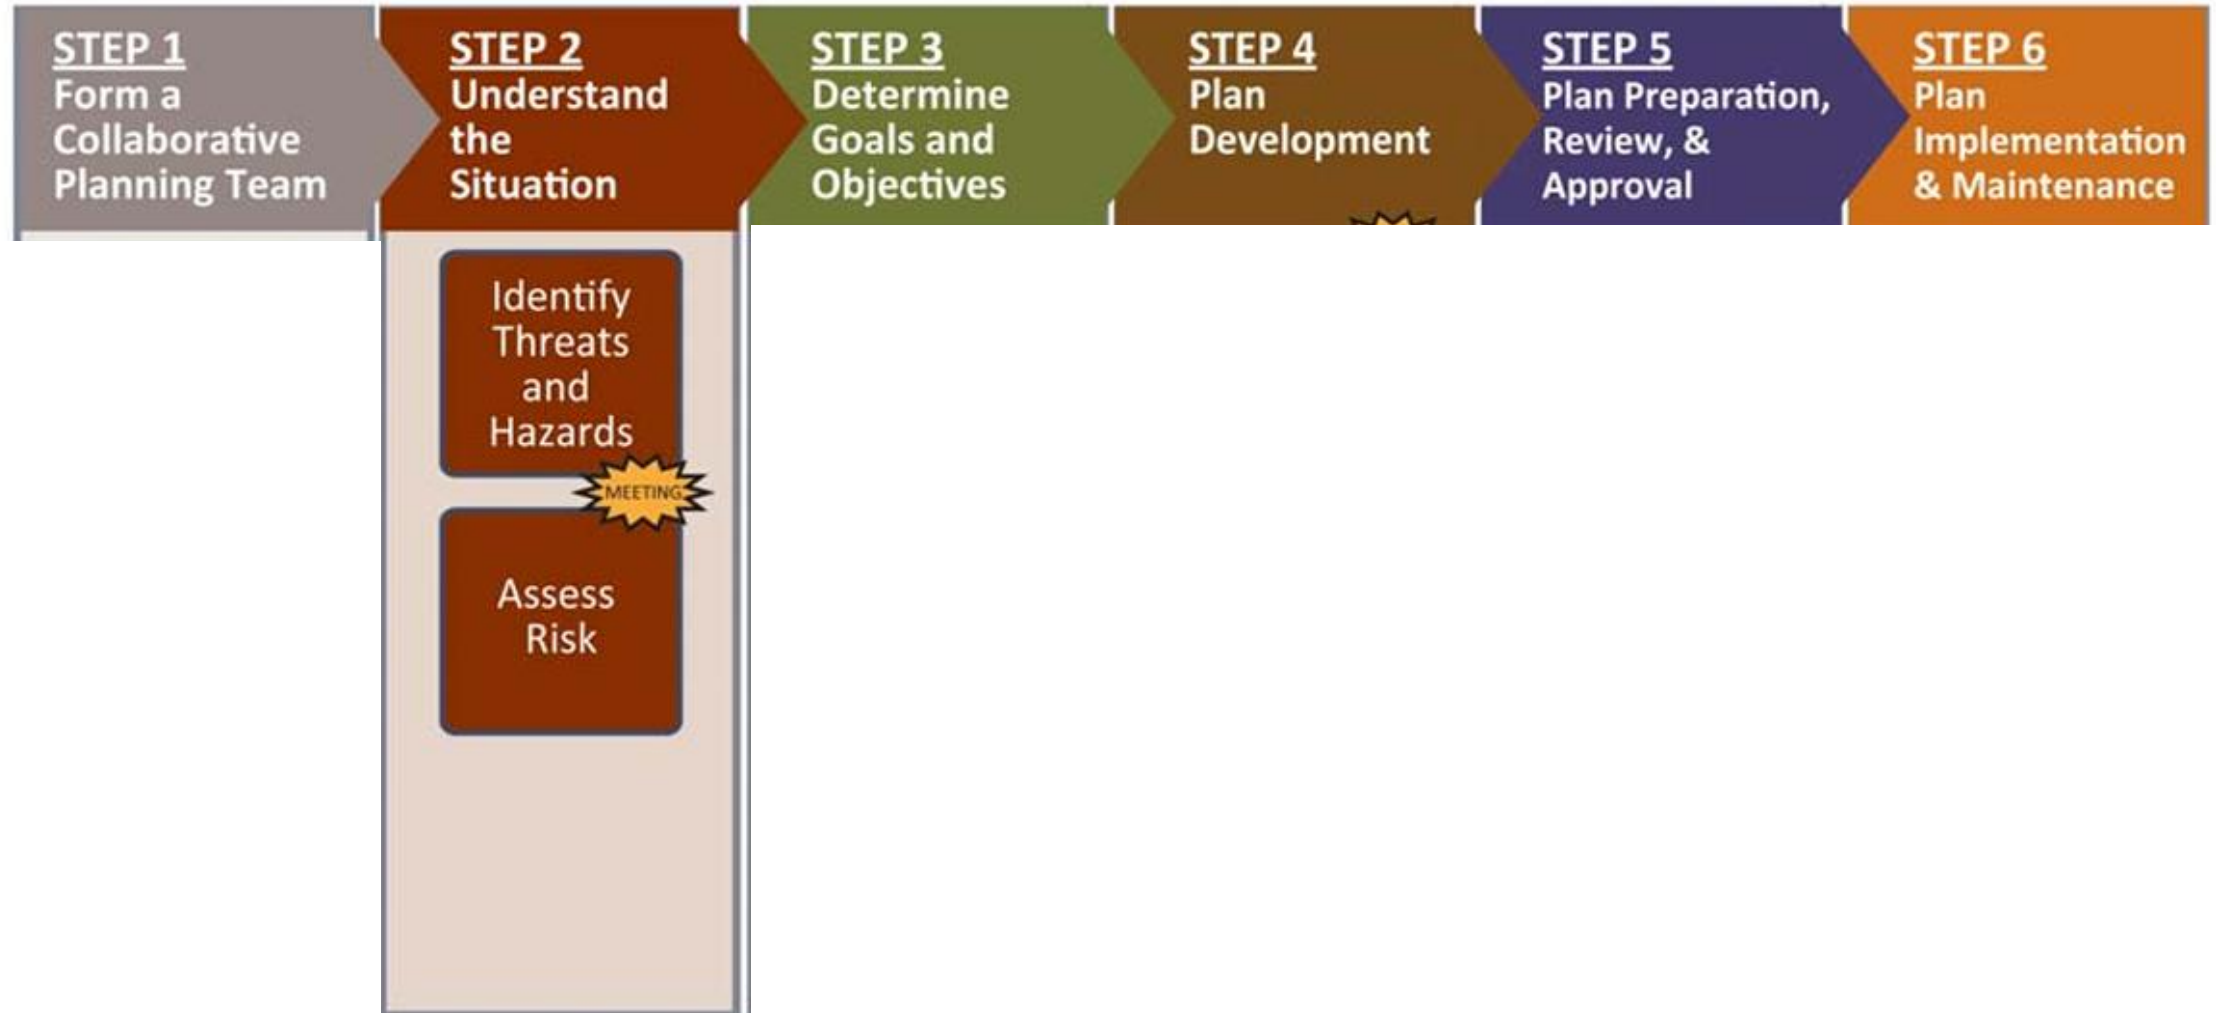 STEP 1
Form a
Collaborative
Planning Team
STEP 2
Understand
the
Situation
STEP 3
Determine
Goals and
Objectives
STEP 4
Plan
Development
STEP 5
Plan Preparation,
Review, &
Approval
STEP 6
Plan
Implementation
& Maintenance
Identify
Threats
and
Hazards
MEETING
Assess
Risk